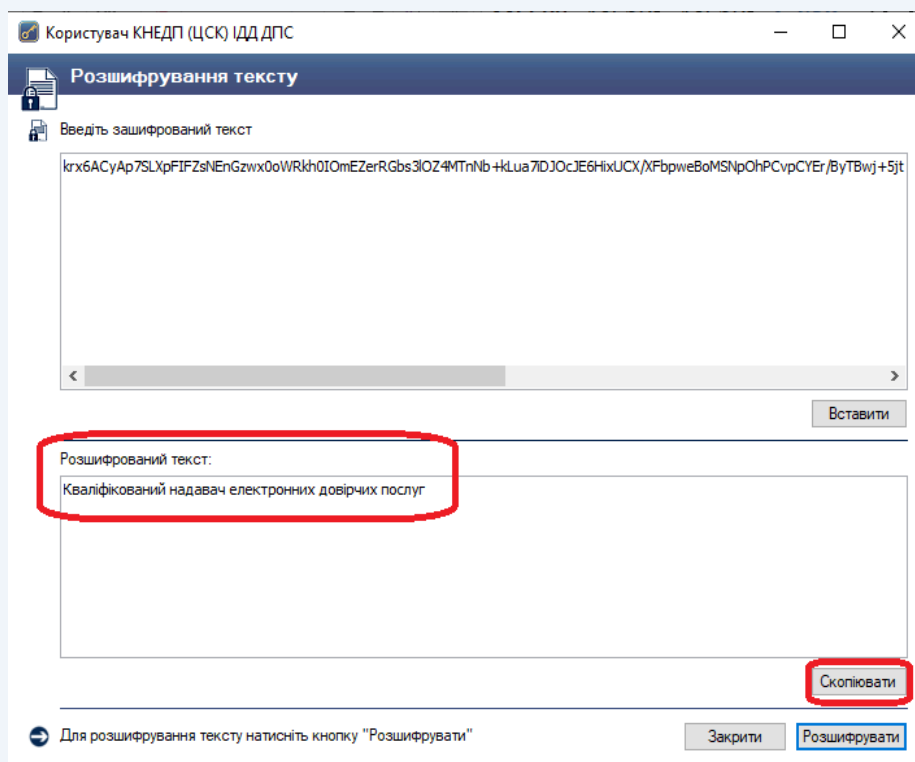 Користувач КНЕДП (ЦСК) ІДД ДПС
Розшифрування тексту
Введіть зашифрований текст
krx6ACyAp7SLXpFIFZsNEnGzwx0oWRkh0IOmEZerRGbs3lOZ4MTnNb+kLua7iDJOcJE6HixUCX/XFbpweBoMSNpOhPCvpCYEr/ByTBwj+5jt
Вставити
Розшифрований текст:
Кваліфікований надавач електронних довірчих послуг
Скопіювати
Для розшифрування тексту натисніть кнопку "Розшифрувати"
Закрити
Розшифрувати